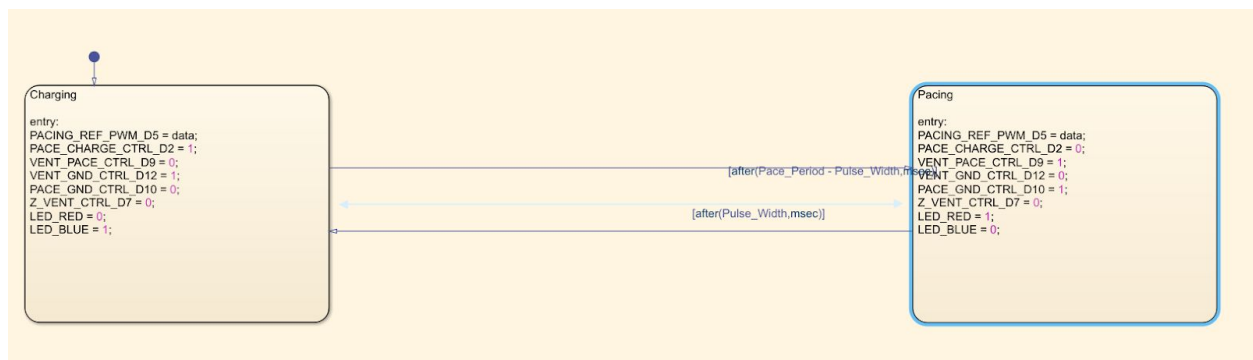 Charging
entry:
PACING_REF_PWM_D5 = data;
PACE_CHARGE_CTRL_D2 = 1;
VENT_PACE_CTRL_D9 = 0;
VENT_GND_CTRL_D12 = 1;
PACE_GND_CTRL_D10 = 0;
Z_VENT_CTRL_D7 = 0;
LED_RED = 0;
LED_BLUE = 1;
[after(Pace_Period - Pulse_Width,msec)]
[after(Pulse_Width,msec)]
Pacing
entry:
PACING_REF_PWM_D5 = data;
PACE_CHARGE_CTRL_D2 = 0;
VENT_PACE_CTRL_D9 = 1;
VENT_GND_CTRL_D12 = 0;
PACE_GND_CTRL_D10 = 1;
Z_VENT_CTRL_D7 = 0;
LED_RED = 1;
LED_BLUE = 0;